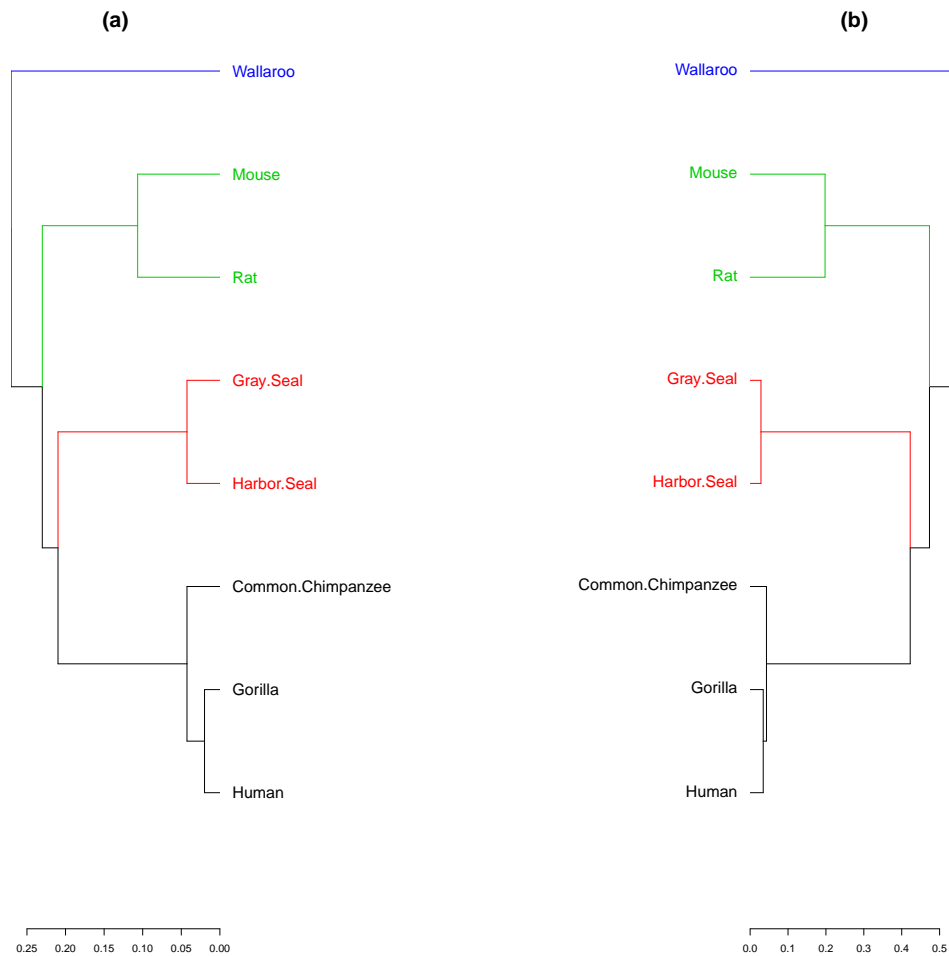 (a)
(b)
Wallaroo
Wallaroo
Mouse
Mouse
Rat
Rat
Gray.Seal
Gray.Seal
Harbor.Seal
Harbor.Seal
Common.Chimpanzee
Common.Chimpanzee
Gorilla
Gorilla
Human
Human
0.25 0.20 0.15 0.10 0.05 0.00
0.0 0.1 0.2 0.3 0.4 0.5